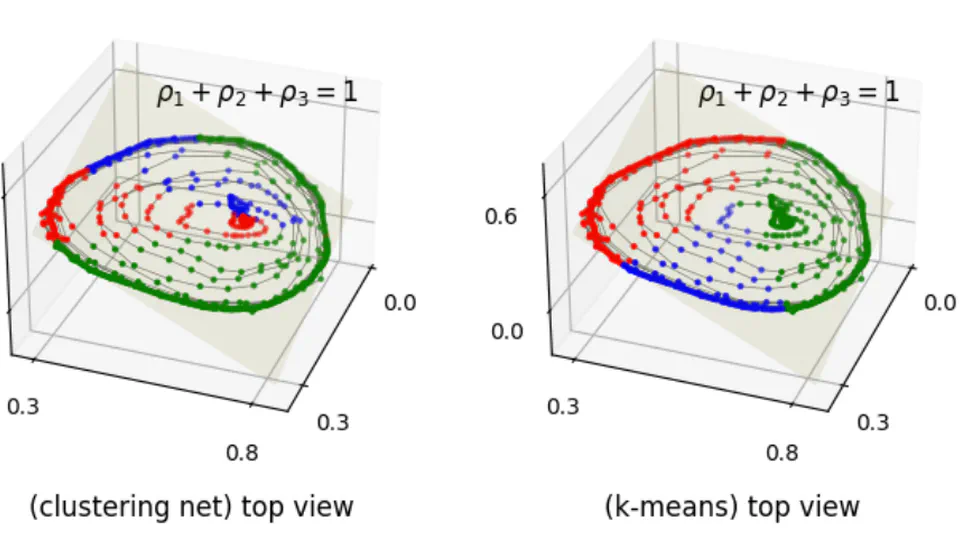 ρ₁ + ρ₂ + ρ₃ = 1
0.0
0.3
0.3
0.8
(clustering net) top view
ρ₁ + ρ₂ + ρ₃ = 1
0.6
0.0
0.0
0.3
0.3
0.8
(k-means) top view